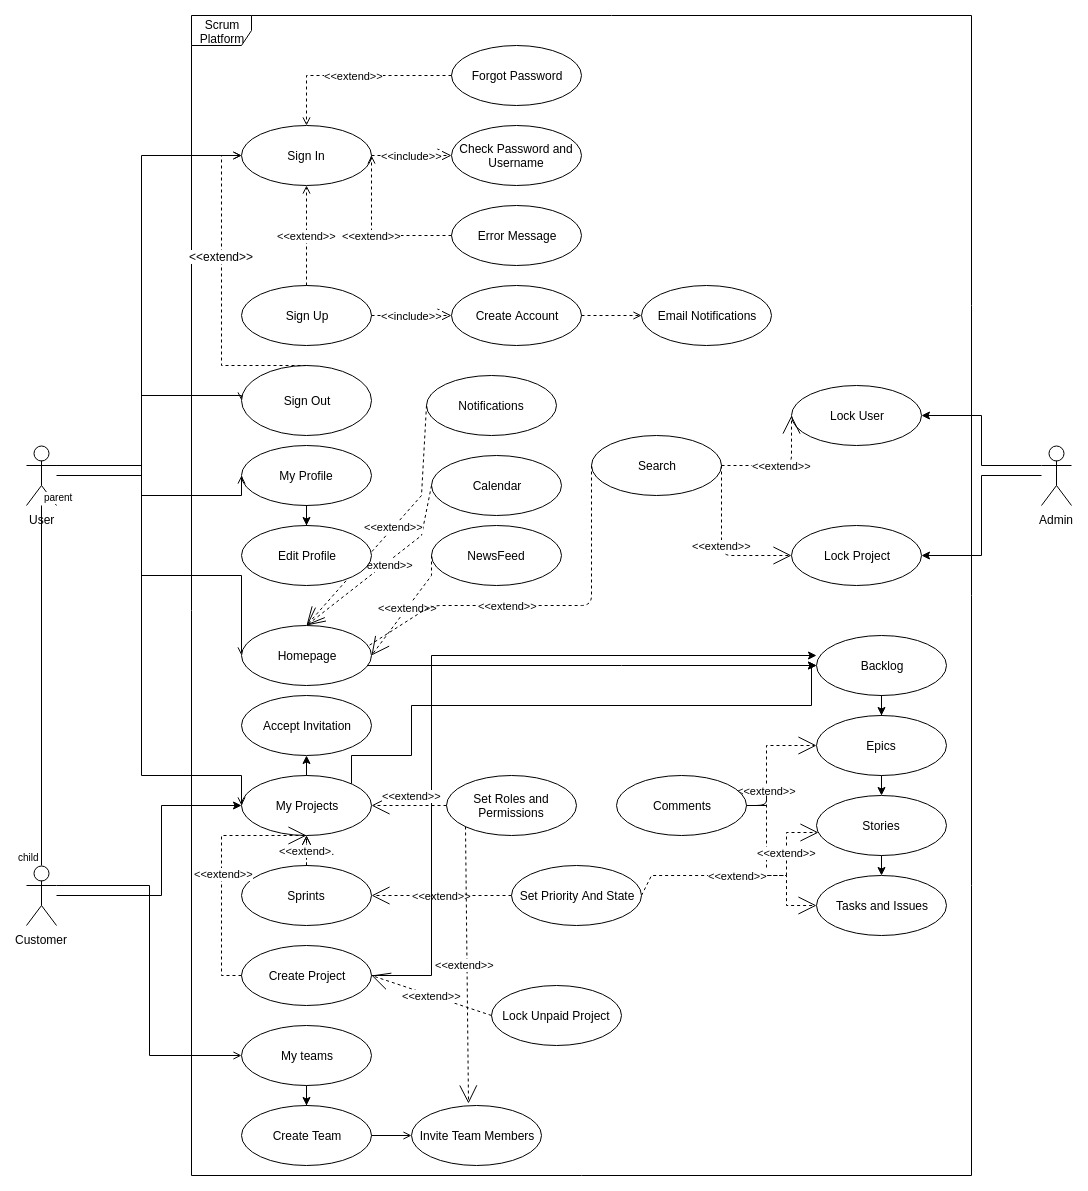 Scrum
Platform
Forgot Password
<<extend>>
Sign In
<<include>>
Check Password and
Username
<<extend>>
<<extend>>
Error Message
<<extend>>
Sign Up
<<include>>
Create Account
Email Notifications
Sign Out
Notifications
Lock User
Search
<<extend>>
My Profile
Calendar
parent
User
Admin
<<extend>>
<<extend>>
Edit Profile
extend>>
NewsFeed
Lock Project
<<extend>>
<<extend>>
Homepage
Backlog
Accept Invitation
Epics
<<extend>>
<extend>>
My Projects
Set Roles and
Permissions
Comments
Stories
<<extend>.
<<extend>>
child
<<extend>>
<<extend>>
Sprints
<<extend>>
Set Priority And State
Tasks and Issues
Customer
<<extend>>
Create Project
<<extend>>
Lock Unpaid Project
My teams
Create Team
Invite Team Members